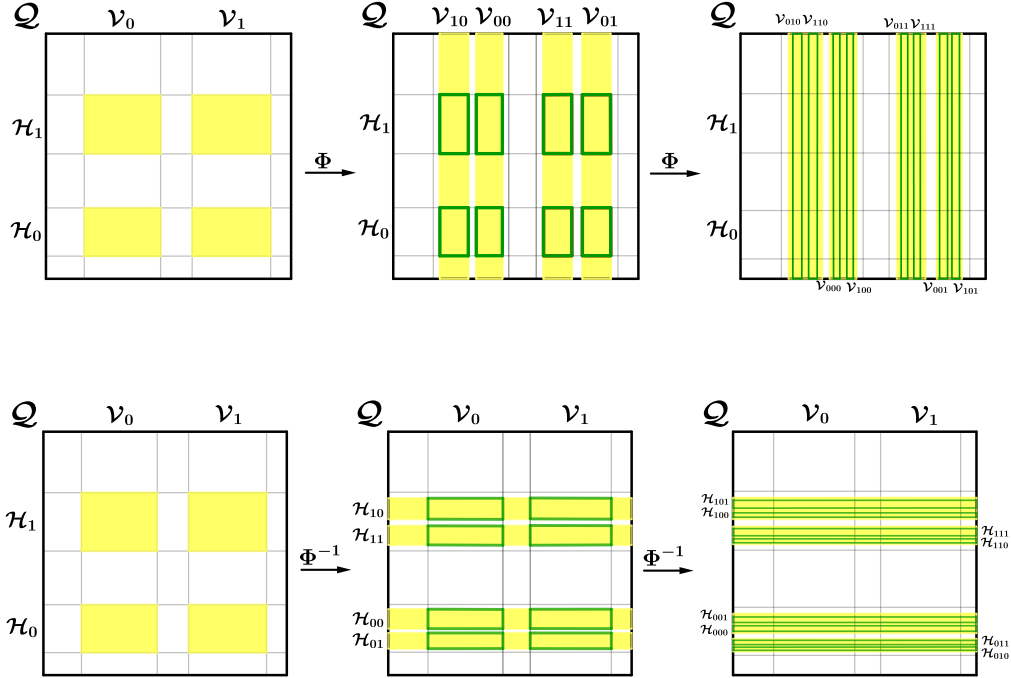 𝒬 𝒱₀ 𝒱₁
ℋ₁
ℋ₀
Φ
𝒬 𝒱₁₀ 𝒱₀₀ 𝒱₁₁ 𝒱₀₁
ℋ₁
ℋ₀
Φ
𝒬 𝒱₀₁₀ 𝒱₁₁₀ 𝒱₀₁₁ 𝒱₁₁₁
ℋ₁
ℋ₀
𝒱₀₀₀ 𝒱₁₀₀ 𝒱₀₀₁ 𝒱₁₀₁
𝒬 𝒱₀ 𝒱₁
ℋ₁
ℋ₀
Φ⁻¹
𝒬 𝒱₀ 𝒱₁
ℋ₁₀
ℋ₁₁
ℋ₀₀
ℋ₀₁
Φ⁻¹
𝒬 𝒱₀ 𝒱₁
ℋ₁₀₁
ℋ₁₀₀
ℋ₁₁₁
ℋ₁₁₀
ℋ₀₀₁
ℋ₀₀₀
ℋ₀₁₁
ℋ₀₁₀